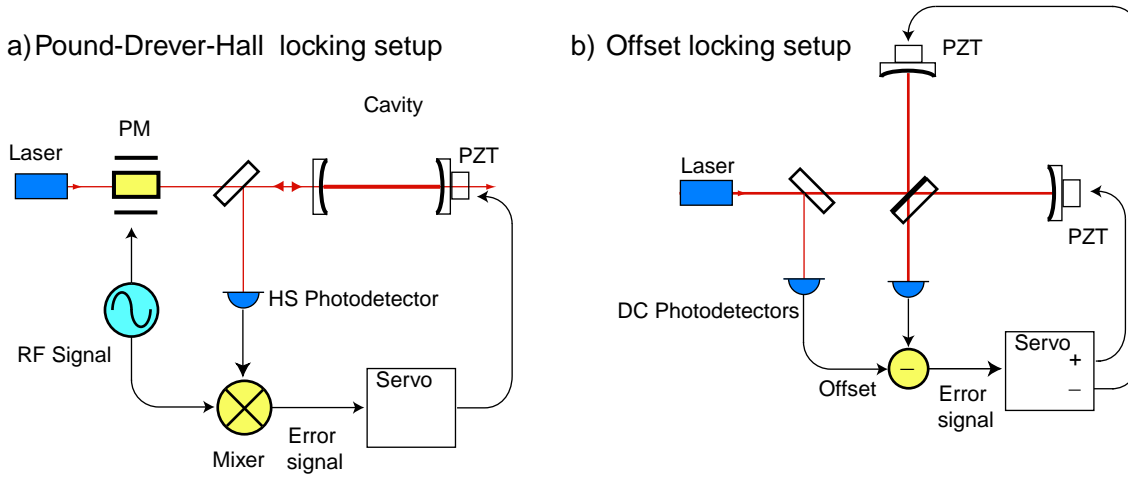 a) Pound-Drever-Hall locking setup
Cavity
PM
Laser
PZT
HS Photodetector
RF Signal
Servo
Mixer
Error
signal
b) Offset locking setup
PZT
Laser
PZT
DC Photodetectors
Servo
+
−
−
Offset
Error
signal